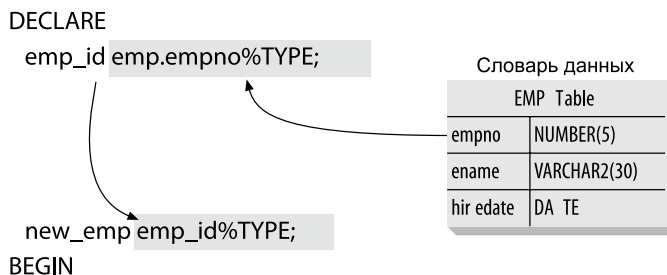 DECLARE
emp_id emp.empno%TYPE;
Словарь данных
EMP Table
empno NUMBER(5)
ename VARCHAR2(30)
hir edate DA TE
new_emp emp_id%TYPE;
BEGIN